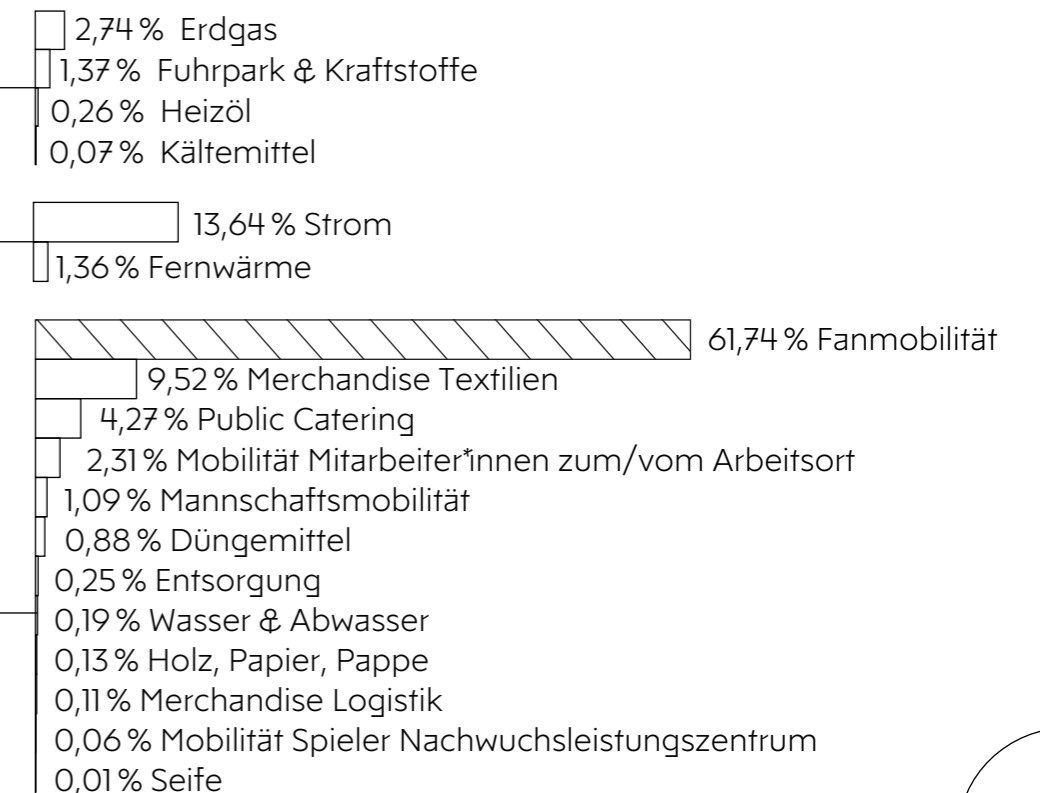 2,74 % Erdgas
1,37 % Fuhrpark & Kraftstoffe
0,26 % Heizöl
0,07 % Kältemittel
13,64 % Strom
1,36 % Fernwärme
61,74 % Fanmobilität
9,52 % Merchandise Textilien
4,27 % Public Catering
2,31 % Mobilität Mitarbeiter*innen zum/vom Arbeitsort
1,09 % Mannschaftsmobilität
0,88 % Düngemittel
0,25 % Entsorgung
0,19 % Wasser & Abwasser
0,13 % Holz, Papier, Pappe
0,11 % Merchandise Logistik
0,06 % Mobilität Spieler Nachwuchsleistungszentrum
0,01 % Seife